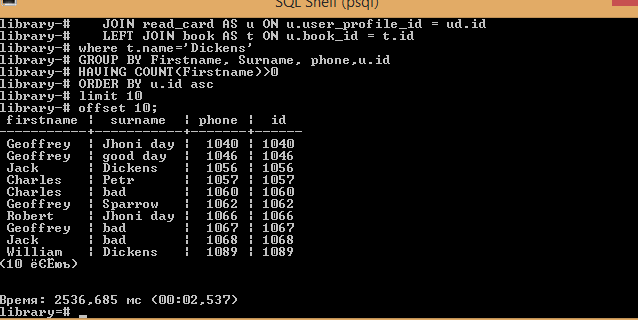 SQL Shell (psql)
library-#    JOIN read_card AS u ON u.user_profile_id = ud.id
library-#    LEFT JOIN book AS t ON u.book_id = t.id
library-# where t.name='Dickens'
library-# GROUP BY Firstname, Surname, phone,u.id
library-# HAVING COUNT(Firstname)>0
library-# ORDER BY u.id asc
library-# limit 10
library-# offset 10;
firstname ¦ surname ¦ phone ¦ id
-----------+-----------+-------+------
Geoffrey ¦ Jhoni day ¦ 1040 ¦ 1040
Geoffrey ¦ good day ¦ 1046 ¦ 1046
Jack ¦ Dickens ¦ 1056 ¦ 1056
Charles ¦ Petr ¦ 1057 ¦ 1057
Charles ¦ bad ¦ 1060 ¦ 1060
Geoffrey ¦ Sparrow ¦ 1062 ¦ 1062
Robert ¦ Jhoni day ¦ 1066 ¦ 1066
Geoffrey ¦ bad ¦ 1067 ¦ 1067
Jack ¦ bad ¦ 1068 ¦ 1068
William ¦ Dickens ¦ 1089 ¦ 1089
(10 ёЄЁюъ)
Время: 2536,685 мс (00:02,537)
library=# _